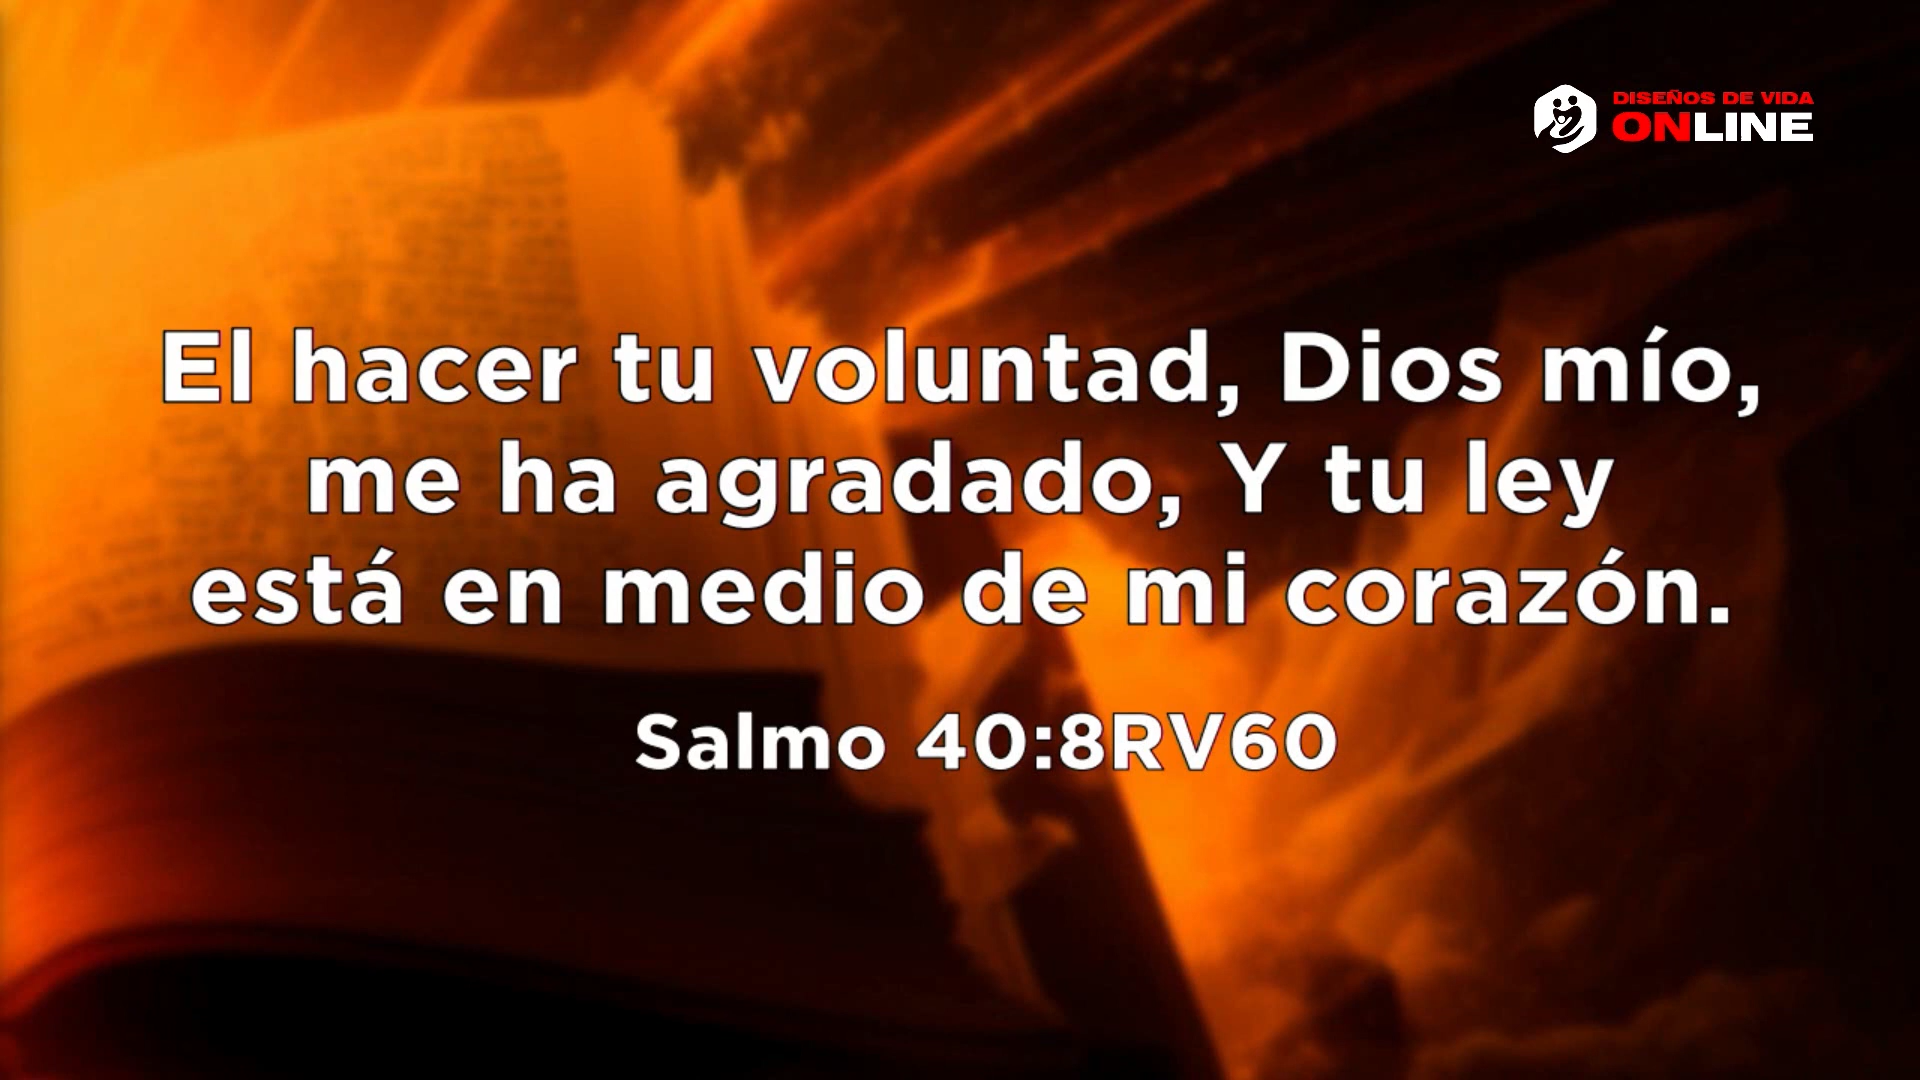 DISEÑOS DE VIDA
ONLINE
El hacer tu voluntad, Dios mío,
me ha agradado, Y tu ley
está en medio de mi corazón.
Salmo 40:8RV60